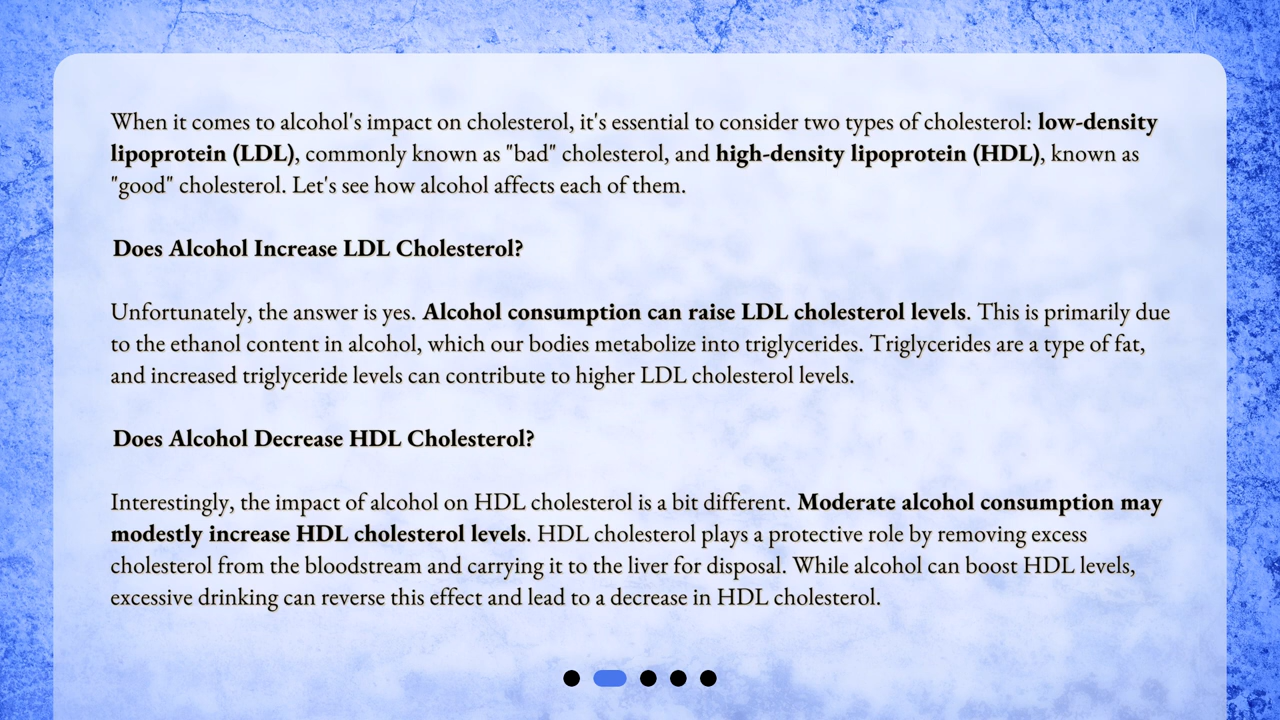 When it comes to alcohol's impact on cholesterol, it's essential to consider two types of cholesterol: low-density
lipoprotein (LDL), commonly known as "bad" cholesterol, and high-density lipoprotein (HDL), known as
"good" cholesterol. Let's see how alcohol affects each of them.
Does Alcohol Increase LDL Cholesterol?
Unfortunately, the answer is yes. Alcohol consumption can raise LDL cholesterol levels. This is primarily due
to the ethanol content in alcohol, which our bodies metabolize into triglycerides. Triglycerides are a type of fat,
and increased triglyceride levels can contribute to higher LDL cholesterol levels.
Does Alcohol Decrease HDL Cholesterol?
Interestingly, the impact of alcohol on HDL cholesterol is a bit different. Moderate alcohol consumption may
modestly increase HDL cholesterol levels. HDL cholesterol plays a protective role by removing excess
cholesterol from the bloodstream and carrying it to the liver for disposal. While alcohol can boost HDL levels,
excessive drinking can reverse this effect and lead to a decrease in HDL cholesterol.